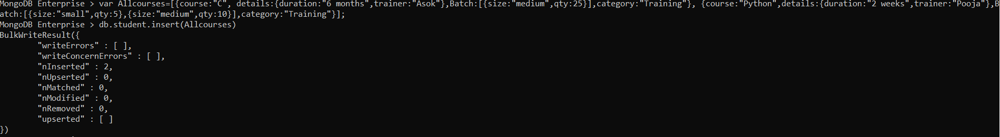 MongoDB Enterprise > var Allcourses=[{course:"C", details:{duration:"6 months",trainer:"Asok"},Batch:[{size:"medium",qty:25}],category:"Training"}, {course:"Python",details:{duration:"2 weeks",trainer:"Pooja"},B
atch:[{size:"small",qty:5},{size:"medium",qty:10}],category:"Training"}];
MongoDB Enterprise > db.student.insert(Allcourses)
BulkWriteResult({
        "writeErrors" : [ ],
        "writeConcernErrors" : [ ],
        "nInserted" : 2,
        "nUpserted" : 0,
        "nMatched" : 0,
        "nModified" : 0,
        "nRemoved" : 0,
        "upserted" : [ ]
})